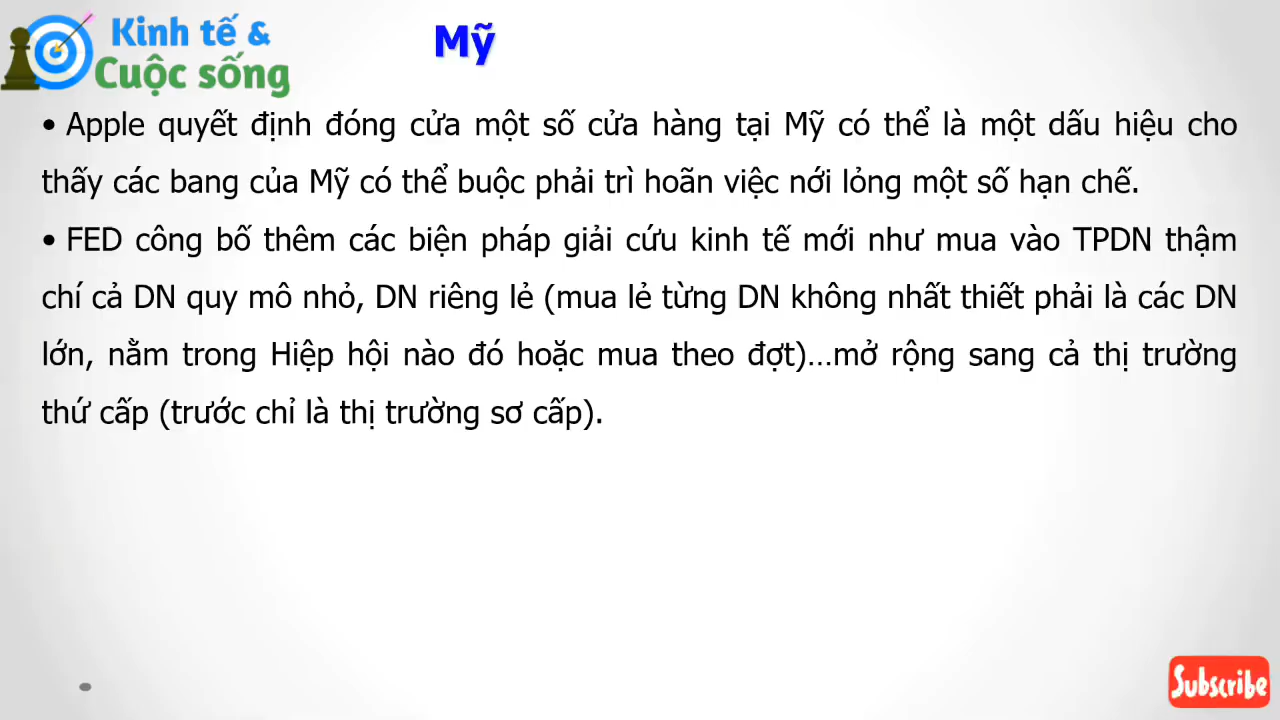 Kinh tế &
Cuộc sống
Mỹ
• Apple quyết định đóng cửa một số cửa hàng tại Mỹ có thể là một dấu hiệu cho
thấy các bang của Mỹ có thể buộc phải trì hoãn việc nới lỏng một số hạn chế.
• FED công bố thêm các biện pháp giải cứu kinh tế mới như mua vào TPDN thậm
chí cả DN quy mô nhỏ, DN riêng lẻ (mua lẻ từng DN không nhất thiết phải là các DN
lớn, nằm trong Hiệp hội nào đó hoặc mua theo đợt)...mở rộng sang cả thị trường
thứ cấp (trước chỉ là thị trường sơ cấp).
Subscribe